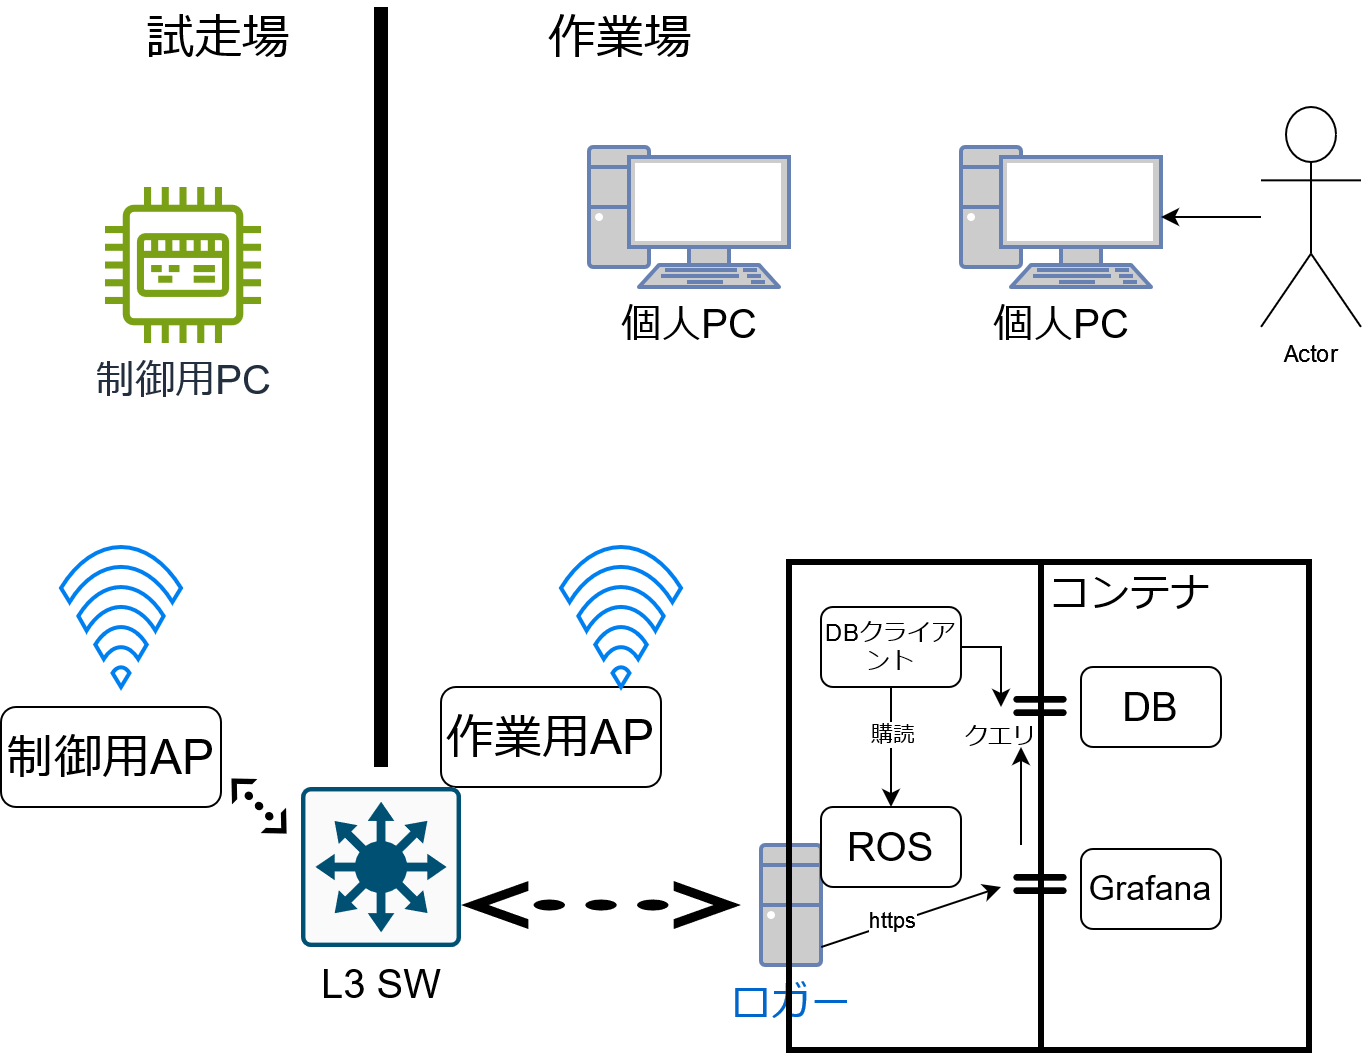 試走場
作業場
個人PC
個人PC
Actor
制御用PC
制御用AP
作業用AP
L3 SW
コンテナ
DBクライア
ント
購読
クエリ
DB
ROS
Grafana
https
ロガー